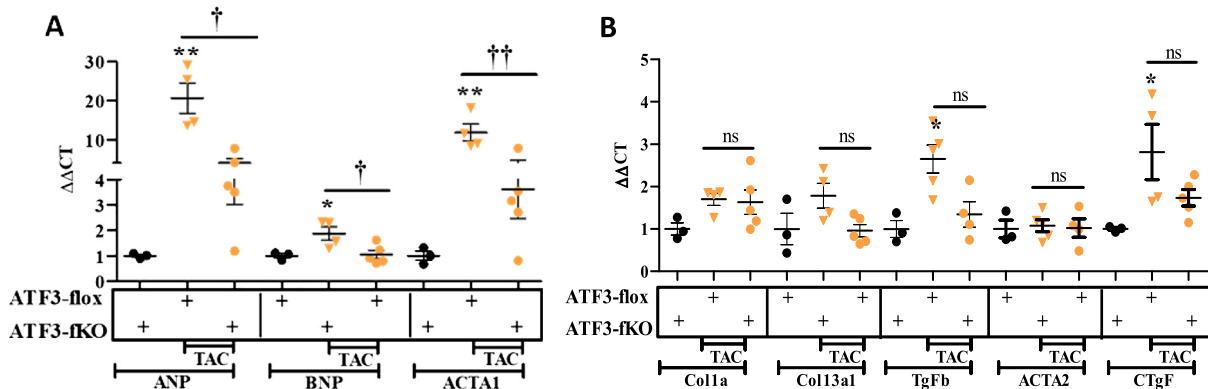 A
ΔΔCT
30
20
10
4
3
2
1
0
**
†
*
†
**
††
ATF3-flox + + + +
ATF3-fKO + + + + +
TAC TAC TAC
ANP BNP ACTA1
B
ΔΔCT
5
4
3
2
1
0
ns
ns
*
ns
ns
*
ns
ATF3-flox + + + + + + +
ATF3-fKO + + + + + + + +
TAC TAC TAC TAC TAC
Col1a Col13a1 TgFb ACTA2 CTgF